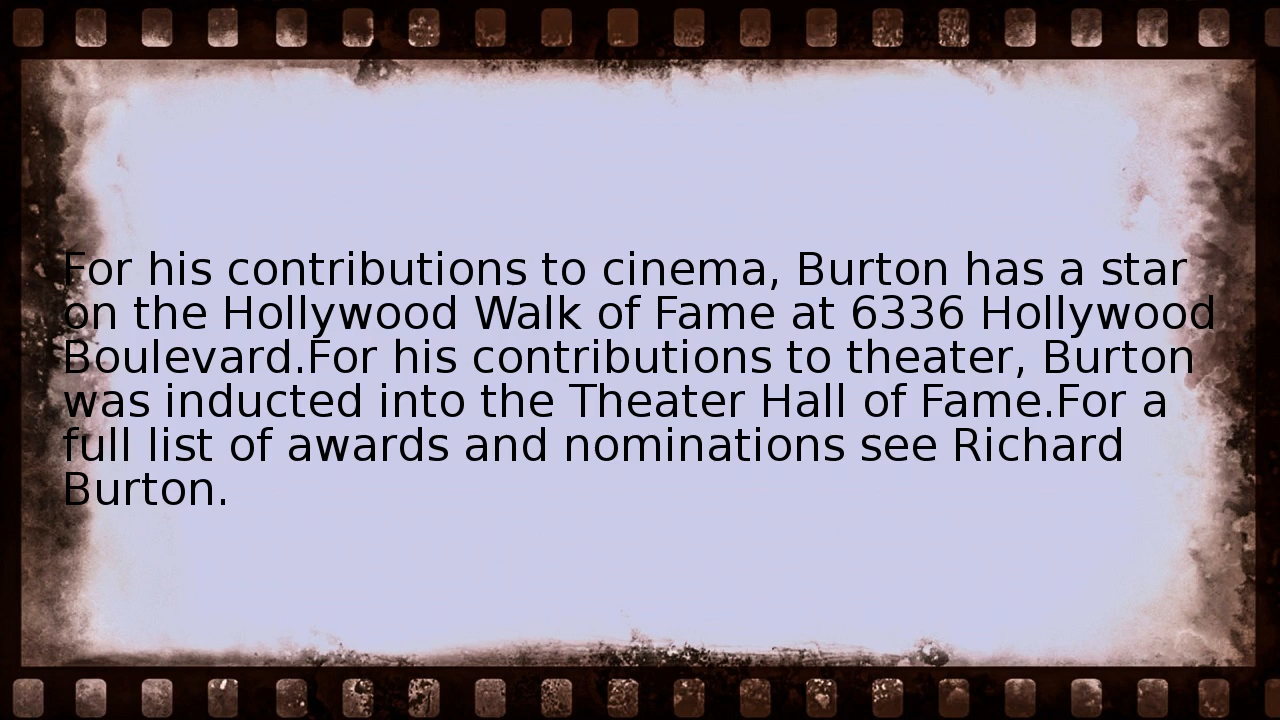 For his contributions to cinema, Burton has a star
on the Hollywood Walk of Fame at 6336 Hollywood
Boulevard.For his contributions to theater, Burton
was inducted into the Theater Hall of Fame.For a
full list of awards and nominations see Richard
Burton.